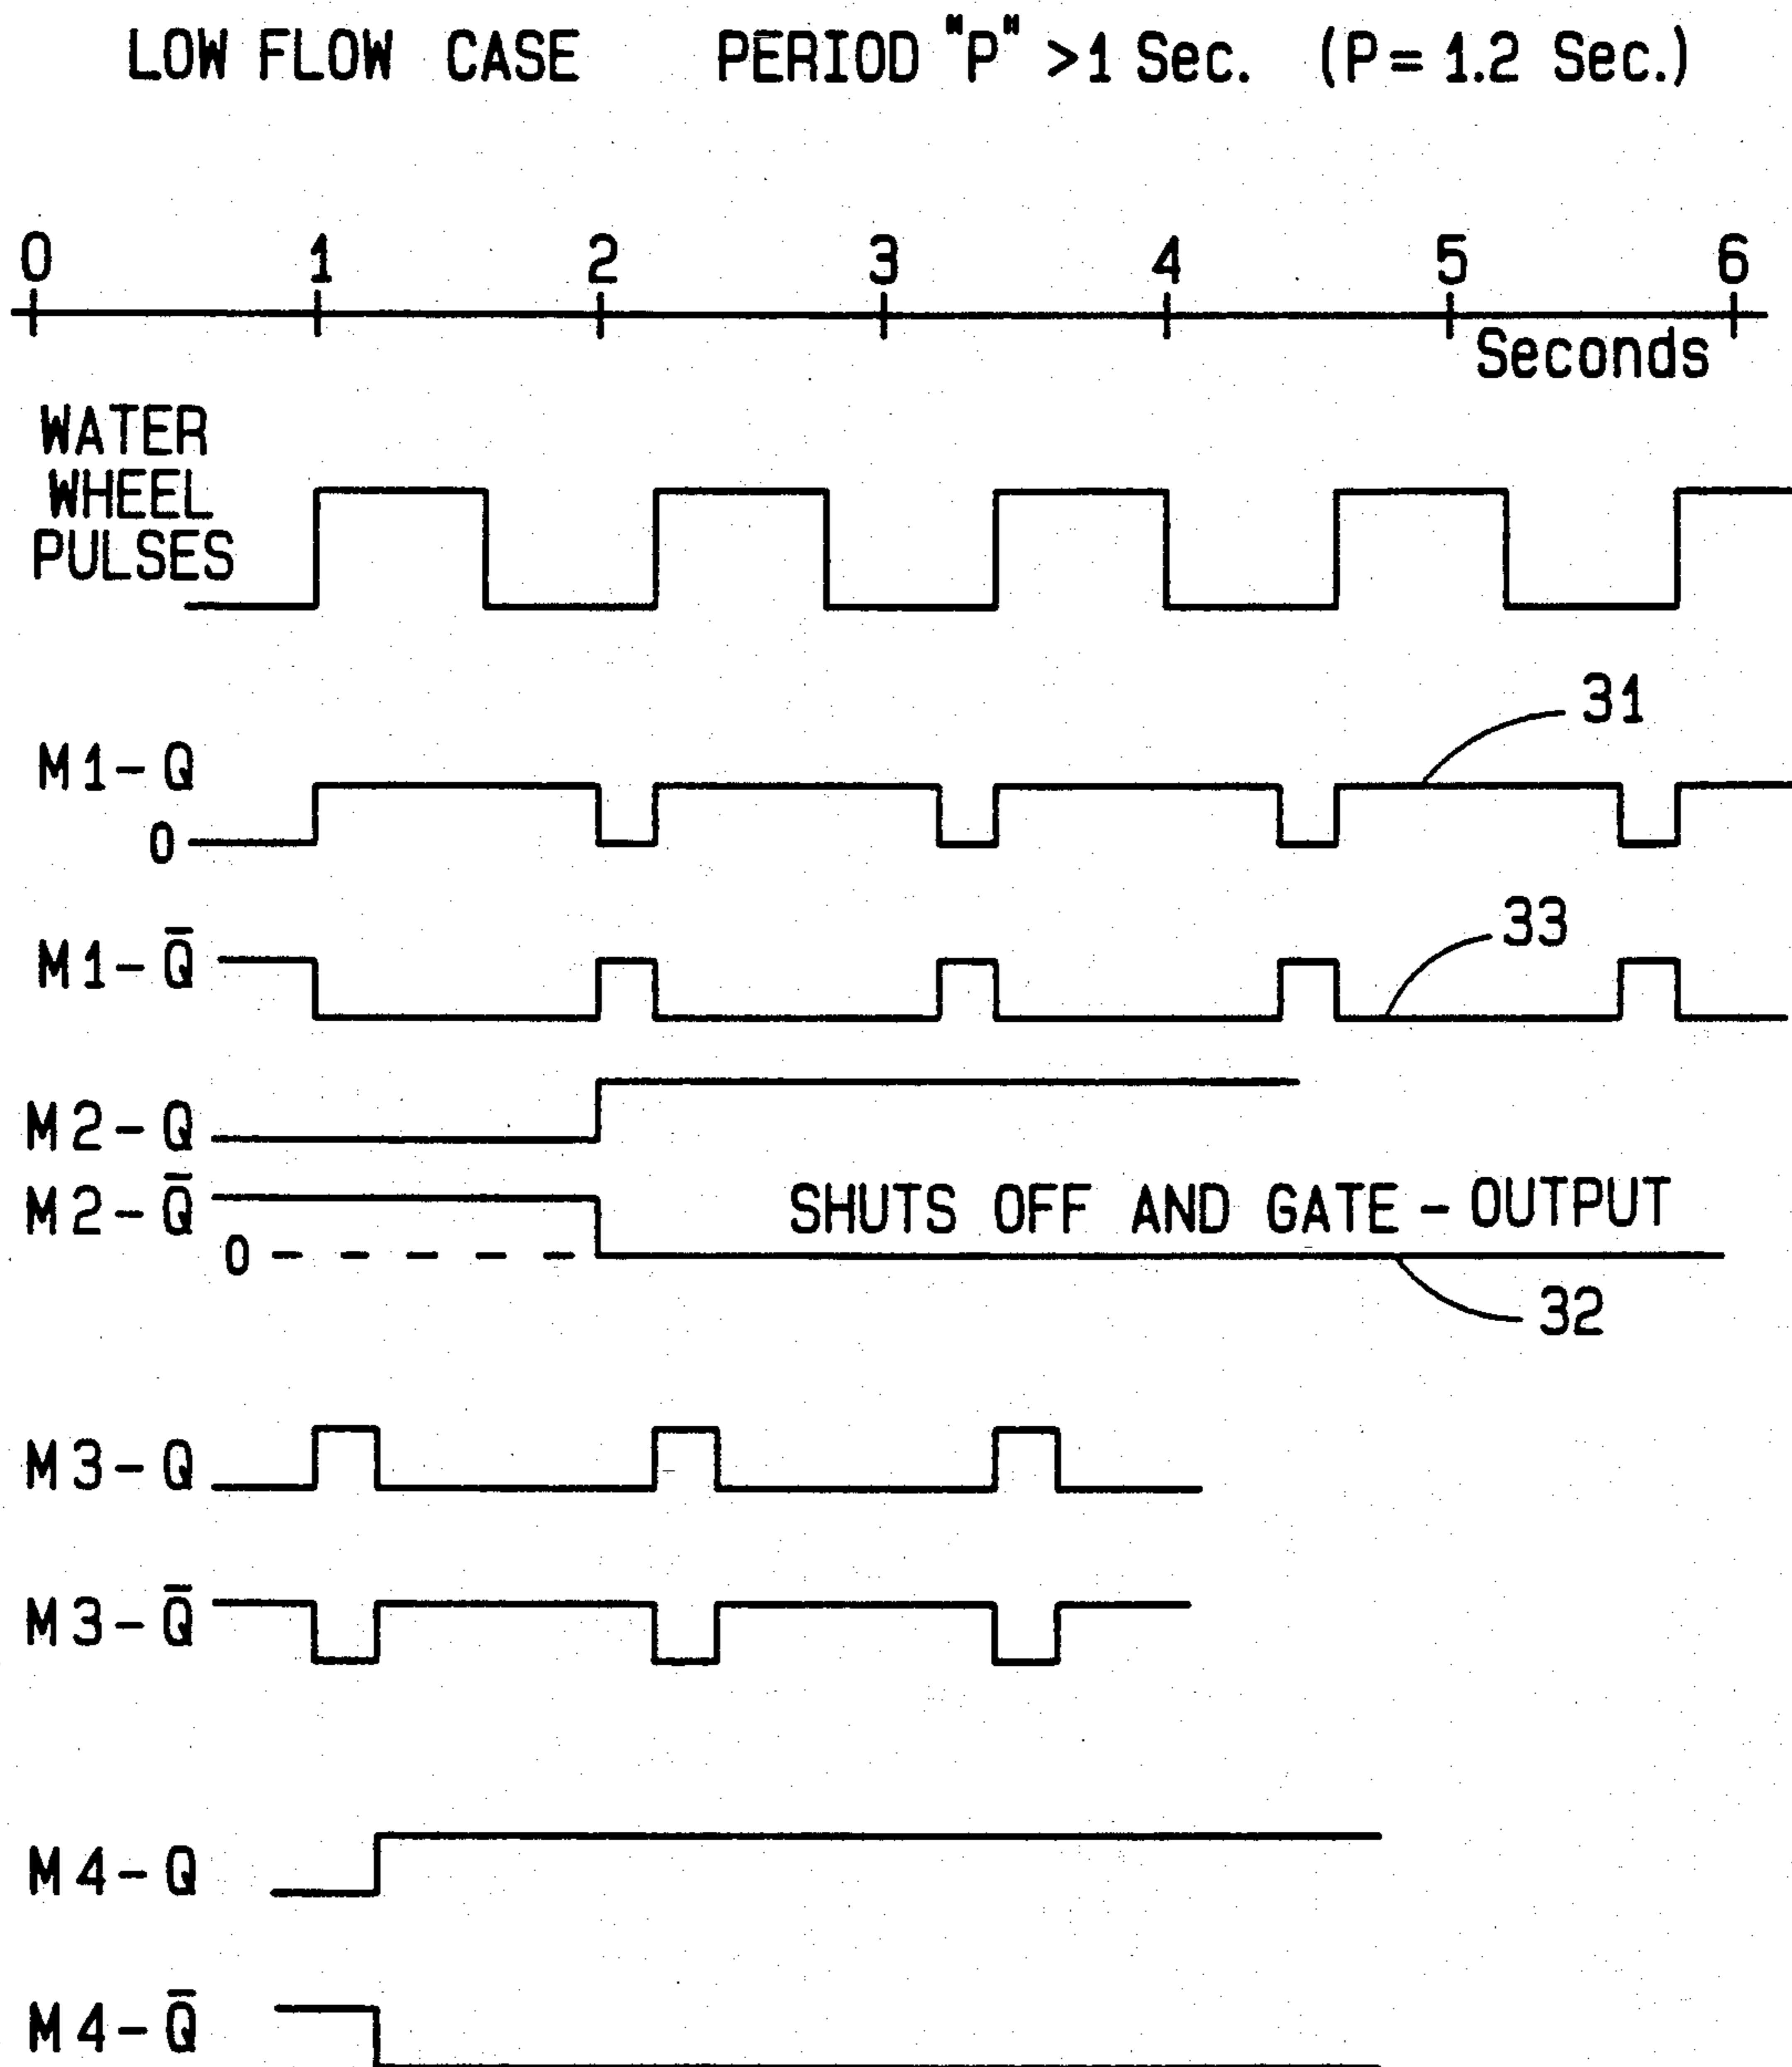 LOW FLOW CASE PERIOD "P" >1 Sec. (P= 1.2 Sec.)
0 1 2 3 4 5 6
Seconds
WATER
WHEEL
PULSES
31
M1-Q
0
33
M1-Q̅
M2-Q
M2-Q̅ SHUTS OFF AND GATE - OUTPUT
0
32
M3-Q
M3-Q̅
M4-Q
M4-Q̅